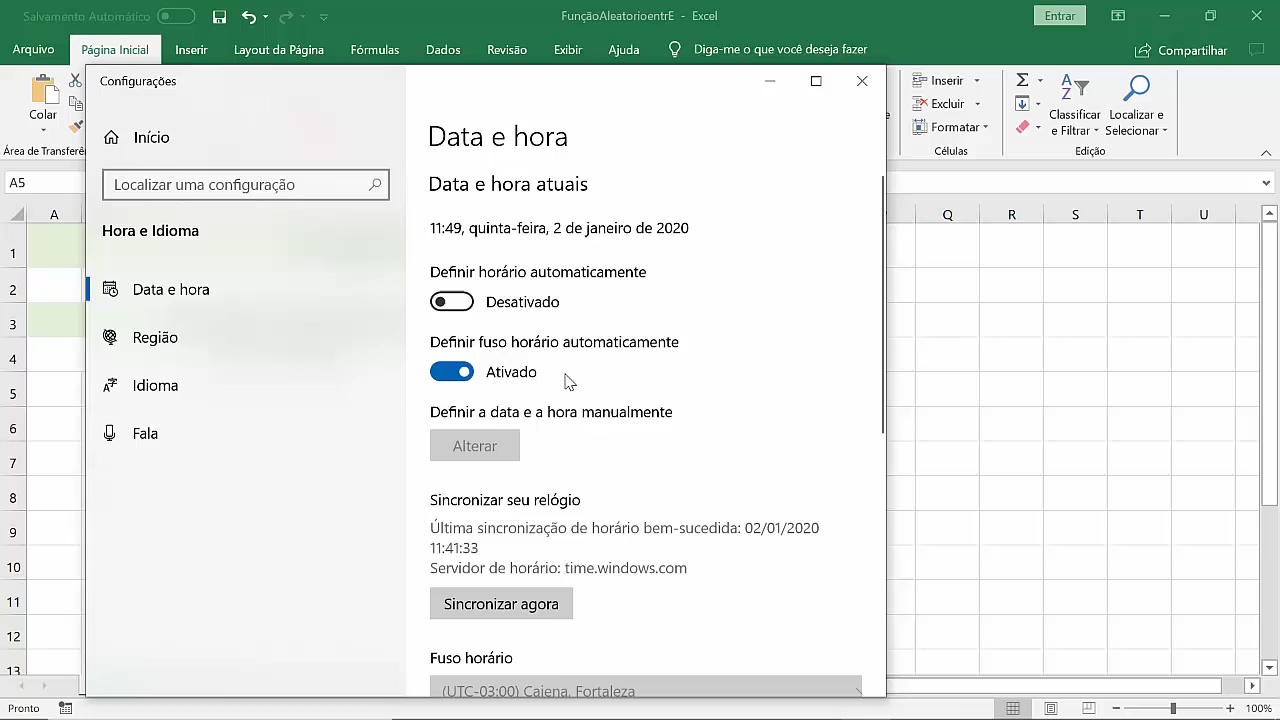 Salvamento Automático
FunçãoAleatorioentrE - Excel
Entrar
Arquivo
Página Inicial
Inserir
Layout da Página
Fórmulas
Dados
Revisão
Exibir
Ajuda
Diga-me o que você deseja fazer
Compartilhar
Colar
Área de Transferê
Inserir
Excluir
Formatar
Células
Classificar
e Filtrar
Localizar e
Selecionar
Edição
A5
A
Q
R
S
T
U
1
2
3
4
5
6
7
8
9
10
11
12
13
Configurações
Início
Localizar uma configuração
Hora e Idioma
Data e hora
Região
Idioma
Fala
Data e hora
Data e hora atuais
11:49, quinta-feira, 2 de janeiro de 2020
Definir horário automaticamente
Desativado
Definir fuso horário automaticamente
Ativado
Definir a data e a hora manualmente
Alterar
Sincronizar seu relógio
Última sincronização de horário bem-sucedida: 02/01/2020
11:41:33
Servidor de horário: time.windows.com
Sincronizar agora
Fuso horário
(UTC-03:00) Caiena, Fortaleza
Pronto
100%